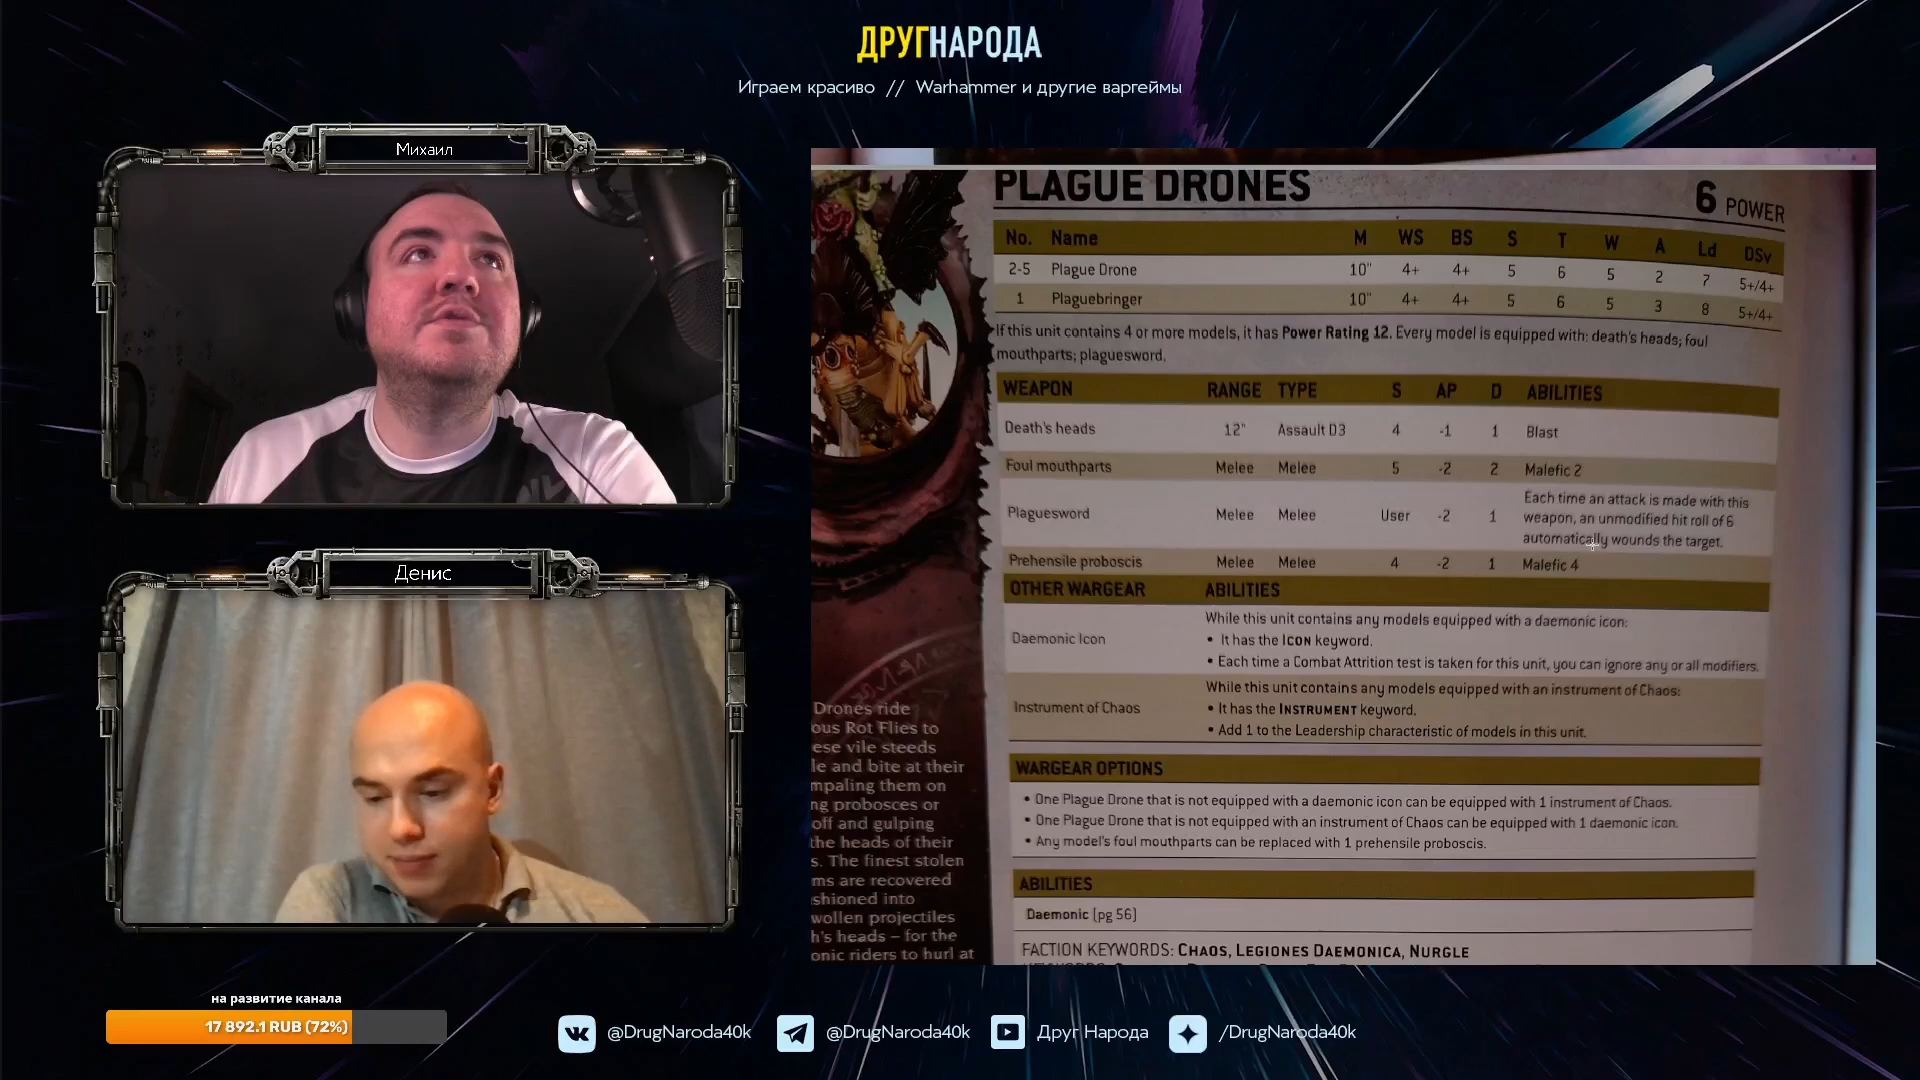 ДРУГНАРОДА
Играем красиво // Warhammer и другие варгеймы
Михаил
Денис
PLAGUE DRONES
6 POWER
No. Name M WS BS S T W A Ld DSv
2-5 Plague Drone 10" 4+ 4+ 5 6 5 2 7 5+/4+
1 Plaguebringer 10" 4+ 4+ 5 6 5 3 8 5+/4+
If this unit contains 4 or more models, it has Power Rating 12. Every model is equipped with: death's heads; foul
mouthparts; plaguesword.
WEAPON RANGE TYPE S AP D ABILITIES
Death's heads 12" Assault D3 4 -1 1 Blast
Foul mouthparts Melee Melee 5 -2 2 Malefic 2
Plaguesword Melee Melee User -2 1 Each time an attack is made with this
weapon, an unmodified hit roll of 6
automatically wounds the target.
Prehensile proboscis Melee Melee 4 -2 1 Malefic 4
OTHER WARGEAR ABILITIES
Daemonic Icon While this unit contains any models equipped with a daemonic icon:
• It has the ICON keyword.
• Each time a Combat Attrition test is taken for this unit, you can ignore any or all modifiers.
Instrument of Chaos While this unit contains any models equipped with an instrument of Chaos:
• It has the INSTRUMENT keyword.
• Add 1 to the Leadership characteristic of models in this unit.
WARGEAR OPTIONS
• One Plague Drone that is not equipped with a daemonic icon can be equipped with 1 instrument of Chaos.
• One Plague Drone that is not equipped with an instrument of Chaos can be equipped with 1 daemonic icon.
• Any model's foul mouthparts can be replaced with 1 prehensile proboscis.
ABILITIES
Daemonic (pg 56)
FACTION KEYWORDS: CHAOS, LEGIONES DAEMONICA, NURGLE
Drones ride
ous Rot Flies to
ese vile steeds
le and bite at their
mpaling them on
ng probosces or
off and gulping
the heads of their
s. The finest stolen
ms are recovered
shioned into
wollen projectiles
h's heads – for the
onic riders to hurl at
на развитие канала
17 892.1 RUB (72%)
@DrugNaroda40k
@DrugNaroda40k
Друг Народа
/DrugNaroda40k